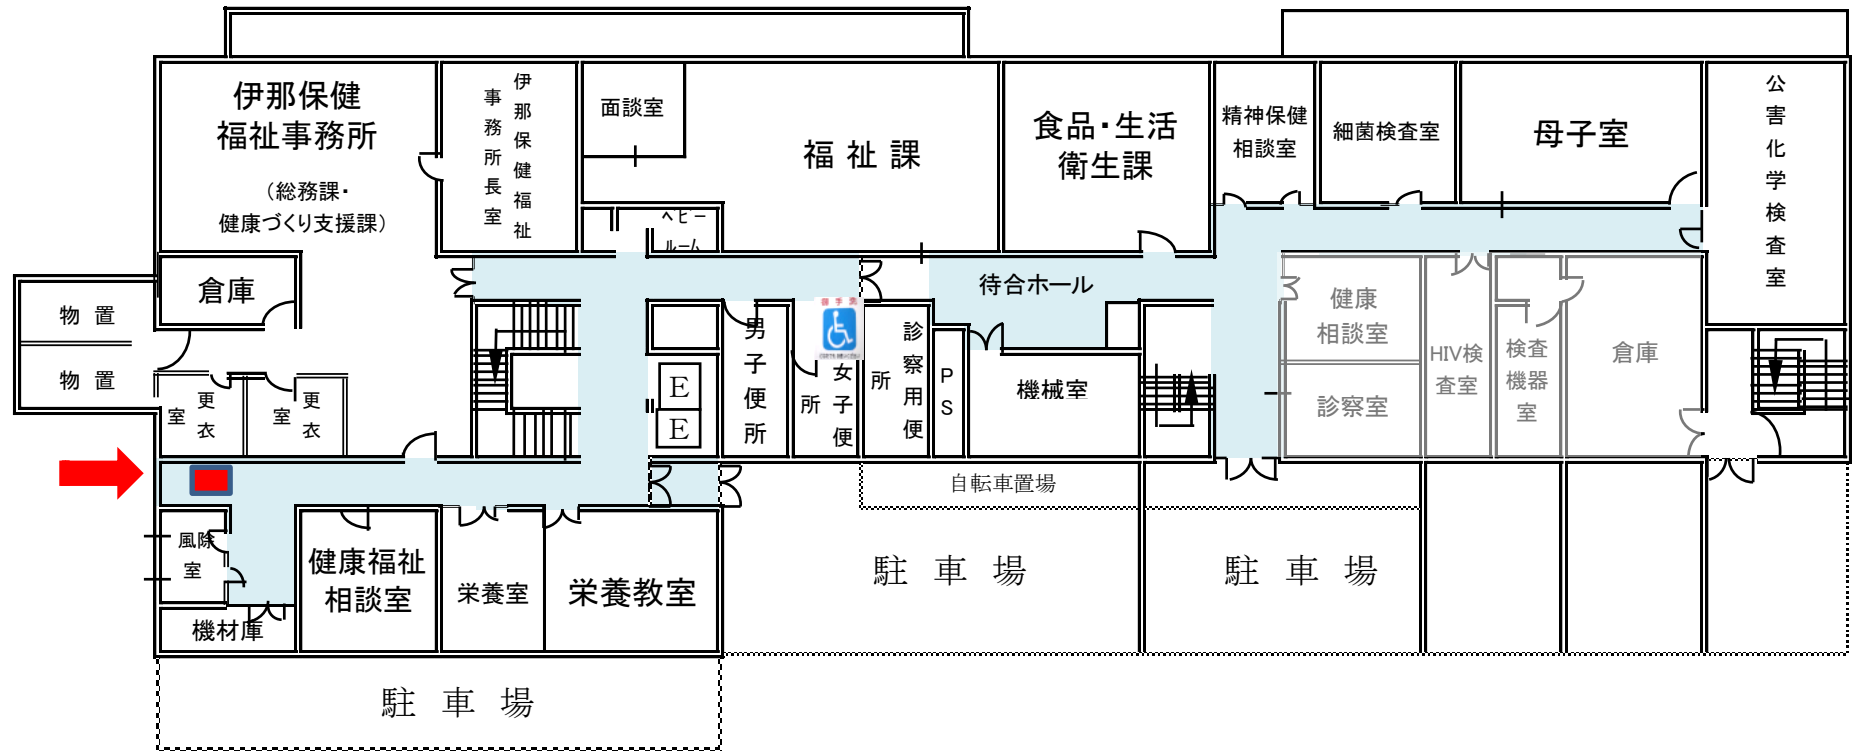 伊那保健
福祉事務所
（総務課・
健康づくり支援課）
伊那保健福祉
事務所長室
面談室
福 祉 課
食品・生活
衛生課
精神保健
相談室
細菌検査室
母子室
公害化学検査室
ベビー
ルーム
倉庫
物 置
物 置
待合ホール
御手洗
男子便所
女子便
所
診察用便
所
PS
機械室
健康
相談室
診察室
HIV検
査室
検査
機器
室
倉庫
更衣
室
更衣
室
E
E
自転車置場
風除
室
機材庫
健康福祉
相談室
栄養室
栄養教室
駐 車 場
駐 車 場
駐 車 場